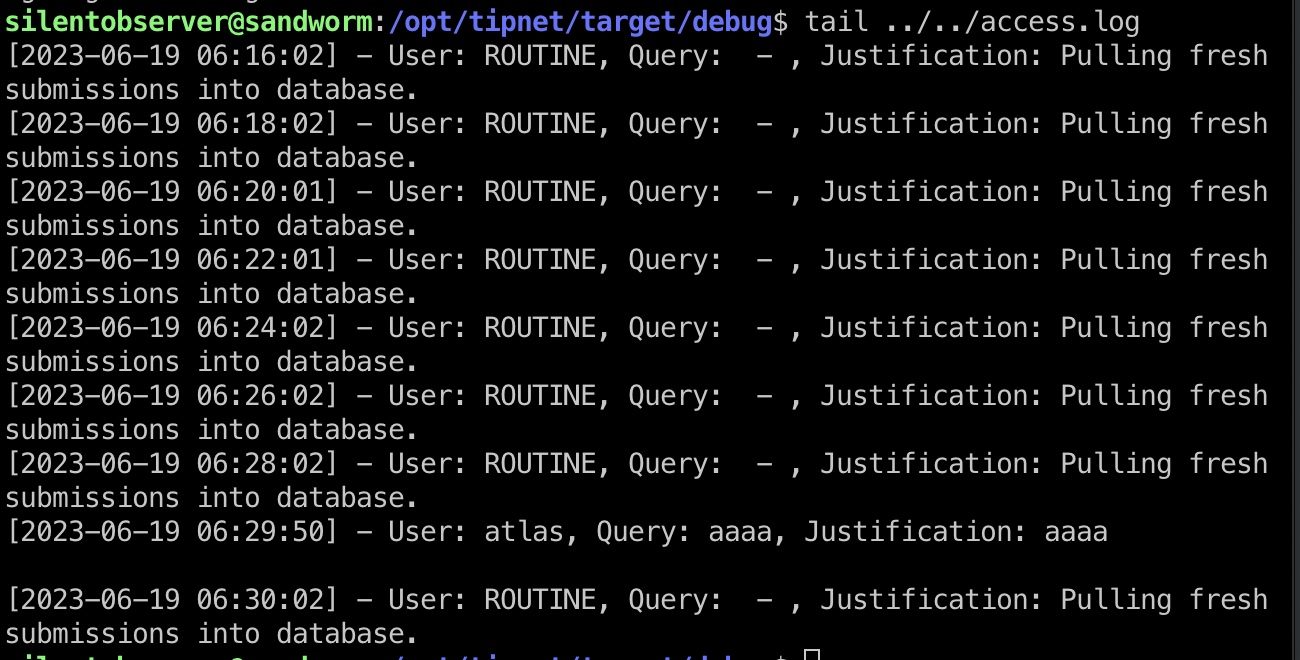 silentobserver@sandworm:/opt/tipnet/target/debug$ tail ../../access.log
[2023-06-19 06:16:02] - User: ROUTINE, Query:  - , Justification: Pulling fresh
submissions into database.
[2023-06-19 06:18:02] - User: ROUTINE, Query:  - , Justification: Pulling fresh
submissions into database.
[2023-06-19 06:20:01] - User: ROUTINE, Query:  - , Justification: Pulling fresh
submissions into database.
[2023-06-19 06:22:01] - User: ROUTINE, Query:  - , Justification: Pulling fresh
submissions into database.
[2023-06-19 06:24:02] - User: ROUTINE, Query:  - , Justification: Pulling fresh
submissions into database.
[2023-06-19 06:26:02] - User: ROUTINE, Query:  - , Justification: Pulling fresh
submissions into database.
[2023-06-19 06:28:02] - User: ROUTINE, Query:  - , Justification: Pulling fresh
submissions into database.
[2023-06-19 06:29:50] - User: atlas, Query: aaaa, Justification: aaaa
[2023-06-19 06:30:02] - User: ROUTINE, Query:  - , Justification: Pulling fresh
submissions into database.